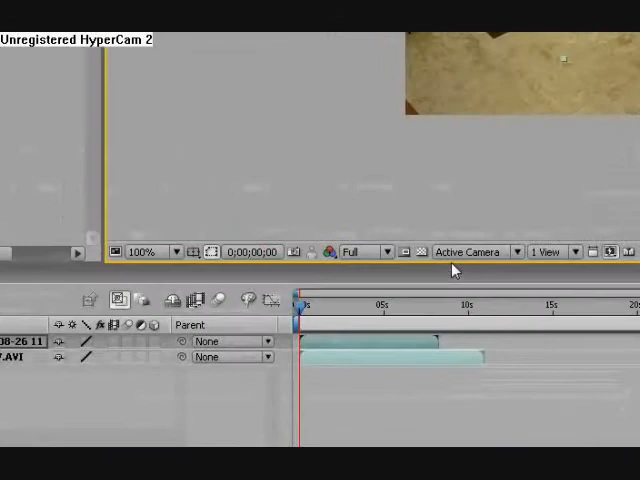 Unregistered HyperCam 2
100% 0;00;00;00 Full Active Camera 1 View
0s 05s 10s 15s 20s
Parent
08-26 11 None
.AVI None